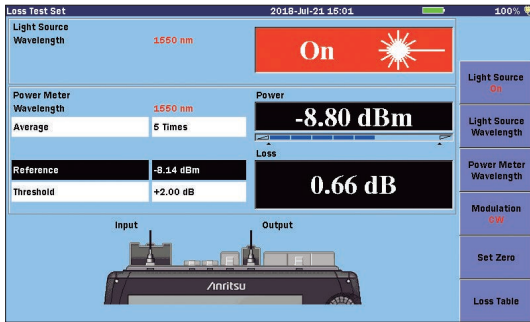 Loss Test Set 2018-Jul-21 15:01 100%
Light Source
Wavelength 1550 nm
On
Power Meter
Wavelength 1550 nm
Average 5 Times
Reference -8.14 dBm
Threshold +2.00 dB
Power
-8.80 dBm
Loss
0.66 dB
Input Output
Anritsu
Light Source
On
Light Source
Wavelength
Power Meter
Wavelength
Modulation
CW
Set Zero
Loss Table